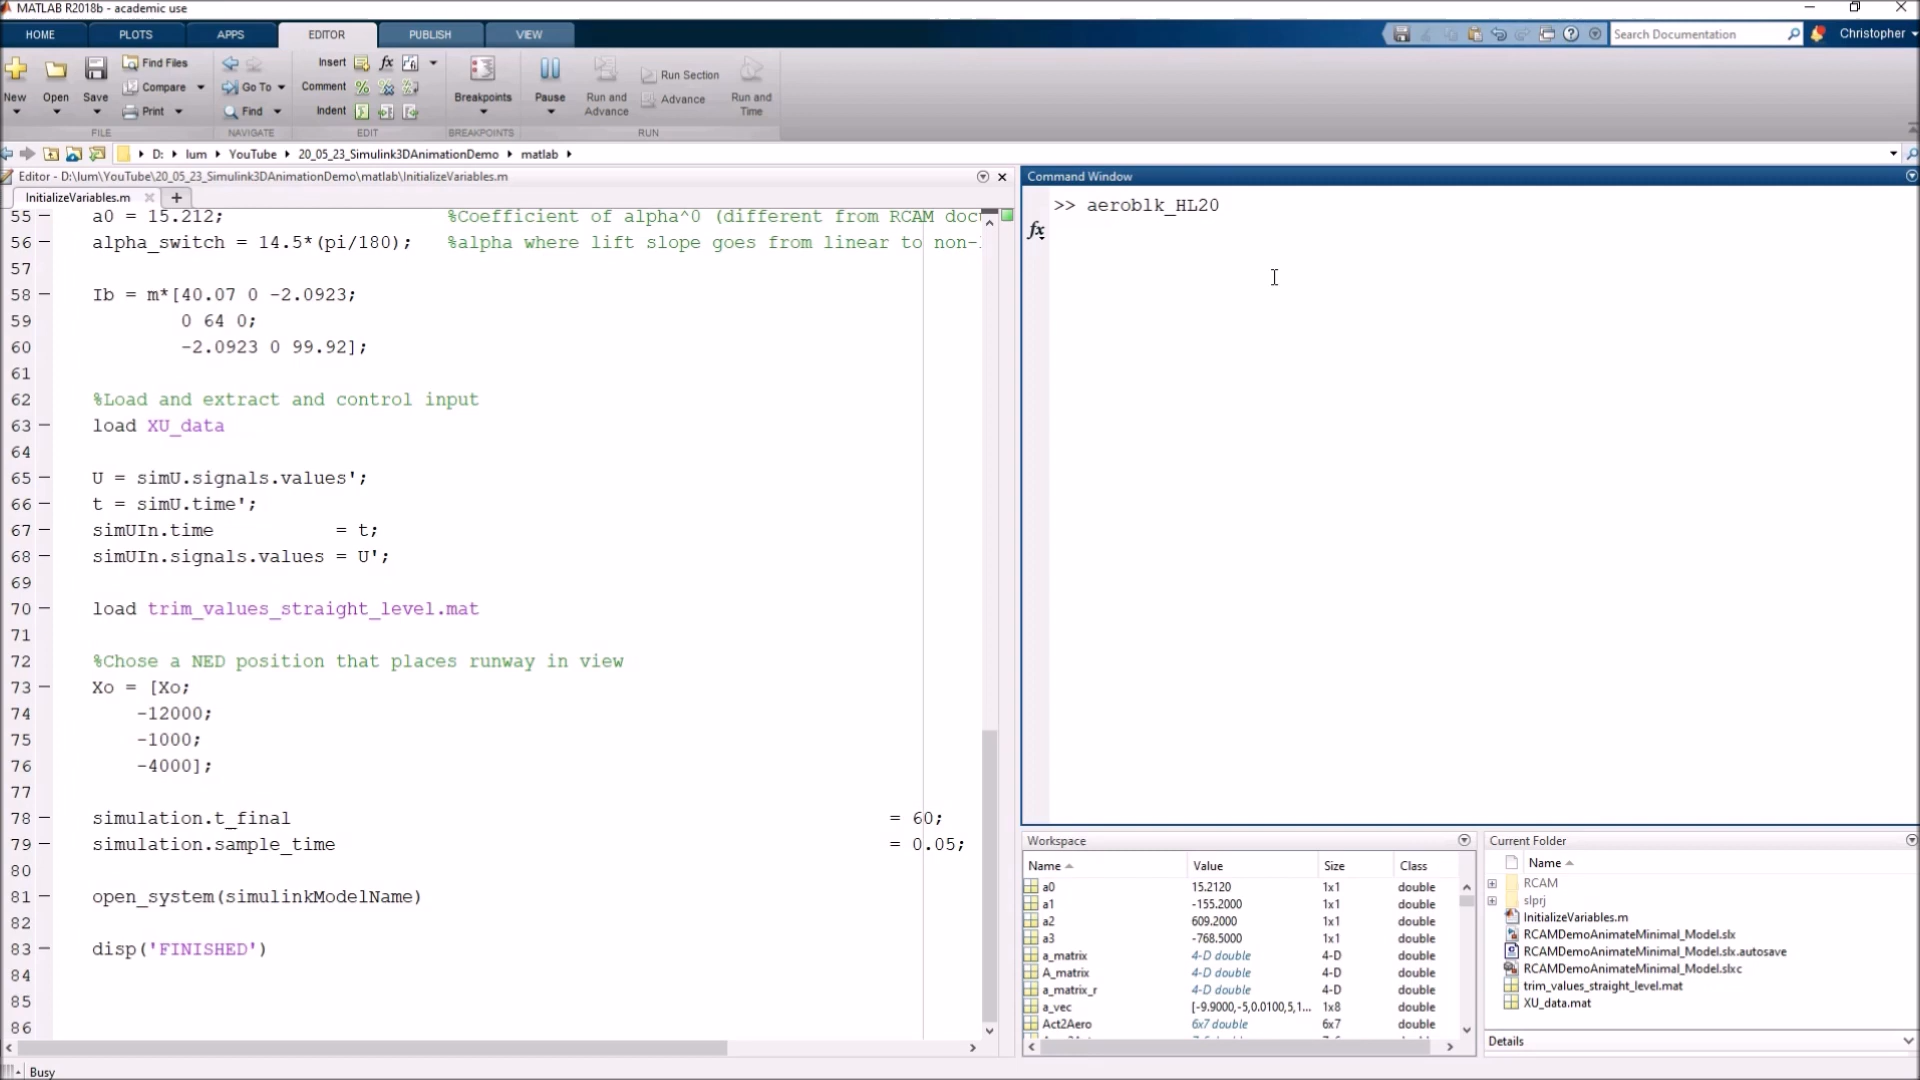 MATLAB R2018b - academic use
HOME PLOTS APPS EDITOR PUBLISH VIEW
Search Documentation Christopher
New Open Save Find Files Compare Print
Go To Find
Insert Comment Indent
Breakpoints Pause Run and Advance Run Section Advance Run and Time
FILE NAVIGATE EDIT BREAKPOINTS RUN
D: lum YouTube 20_05_23_Simulink3DAnimationDemo matlab
Editor - D:\lum\YouTube\20_05_23_Simulink3DAnimationDemo\matlab\InitializeVariables.m
InitializeVariables.m
55 a0 = 15.212; %Coefficient of alpha^0 (different from RCAM doc
56 alpha_switch = 14.5*(pi/180); %alpha where lift slope goes from linear to non-
57
58 Ib = m*[40.07 0 -2.0923;
59 0 64 0;
60 -2.0923 0 99.92];
61
62 %Load and extract and control input
63 load XU_data
64
65 U = simU.signals.values';
66 t = simU.time';
67 simUIn.time = t;
68 simUIn.signals.values = U';
69
70 load trim_values_straight_level.mat
71
72 %Chose a NED position that places runway in view
73 Xo = [Xo;
74 -12000;
75 -1000;
76 -4000];
77
78 simulation.t_final = 60;
79 simulation.sample_time = 0.05;
80
81 open_system(simulinkModelName)
82
83 disp('FINISHED')
84
85
86
Busy
Command Window
>> aeroblk_HL20
fx
Workspace
Name Value Size Class
a0 15.2120 1x1 double
a1 -155.2000 1x1 double
a2 609.2000 1x1 double
a3 -768.5000 1x1 double
a_matrix 4-D double 4-D double
A_matrix 4-D double 4-D double
a_matrix_r 4-D double 4-D double
a_vec [-9.9000,-5,0.0100,5,1... 1x8 double
Act2Aero 6x7 double 6x7 double
Current Folder
Name
RCAM
slprj
InitializeVariables.m
RCAMDemoAnimateMinimal_Model.slx
RCAMDemoAnimateMinimal_Model.slx.autosave
RCAMDemoAnimateMinimal_Model.slxc
trim_values_straight_level.mat
XU_data.mat
Details